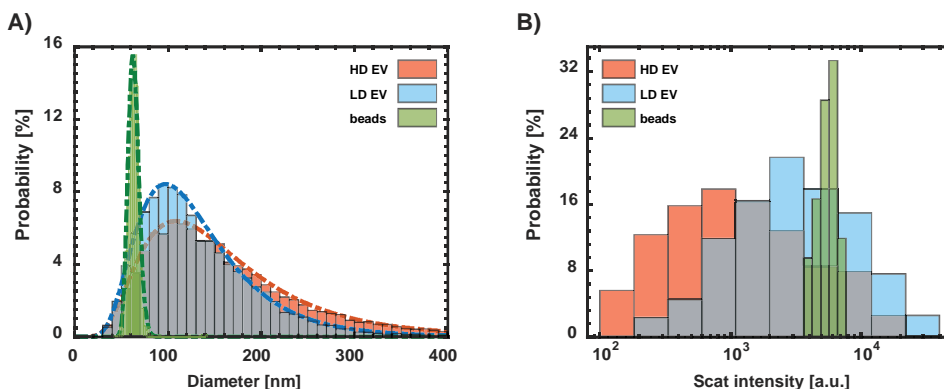 A)
Probability [%]
16
12
8
4
0
HD EV
LD EV
beads
0
100
200
300
400
Diameter [nm]
B)
Probability [%]
32
24
16
8
0
HD EV
LD EV
beads
10²
10³
10⁴
Scat intensity [a.u.]